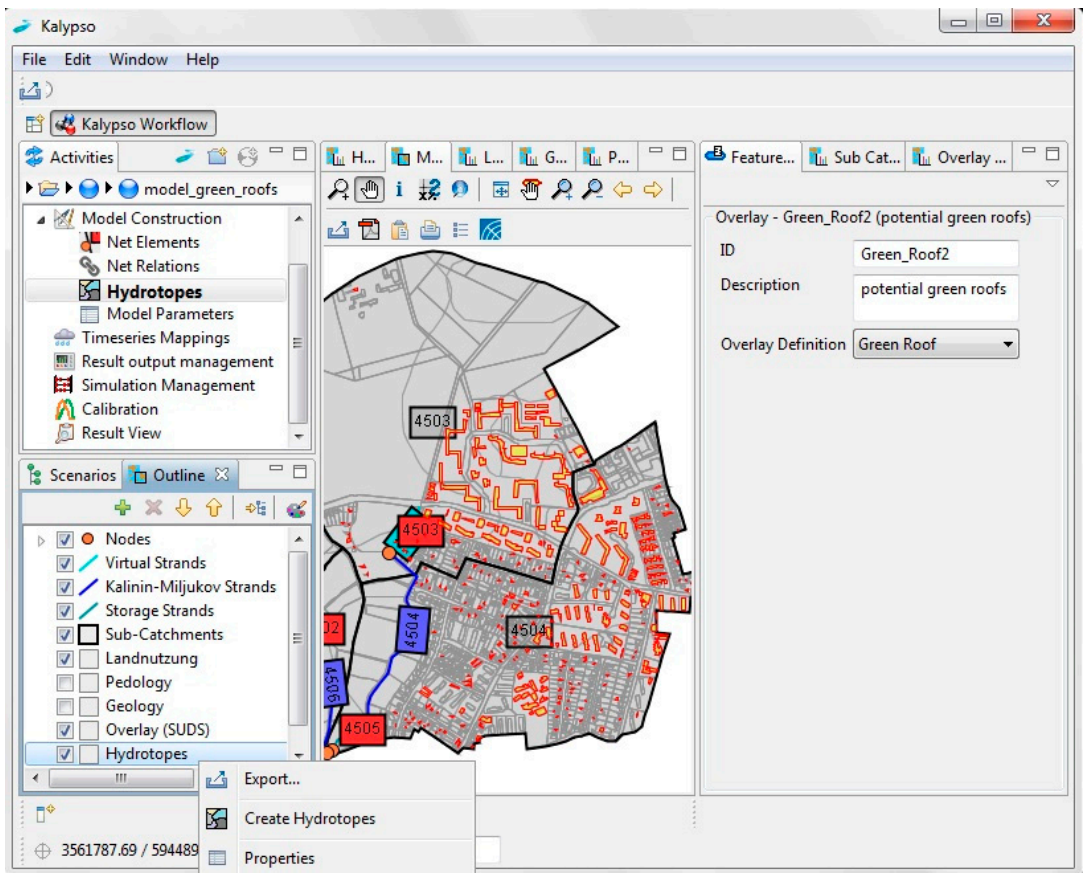 Kalypso
File Edit Window Help
Kalypso Workflow
Activities
model_green_roofs
Model Construction
Net Elements
Net Relations
Hydrotopes
Model Parameters
Timeseries Mappings
Result output management
Simulation Management
Calibration
Result View
Scenarios Outline
Nodes
Virtual Strands
Kalinin-Miljukov Strands
Storage Strands
Sub-Catchments
Landnutzung
Pedology
Geology
Overlay (SUDS)
Hydrotopes
Export...
Create Hydrotopes
Properties
3561787.69 / 594489
H... M... L... G... P...
4503
4503
4504
4504
02
4506
4505
Feature... Sub Cat... Overlay ...
Overlay - Green_Roof2 (potential green roofs)
ID Green_Roof2
Description potential green roofs
Overlay Definition Green Roof